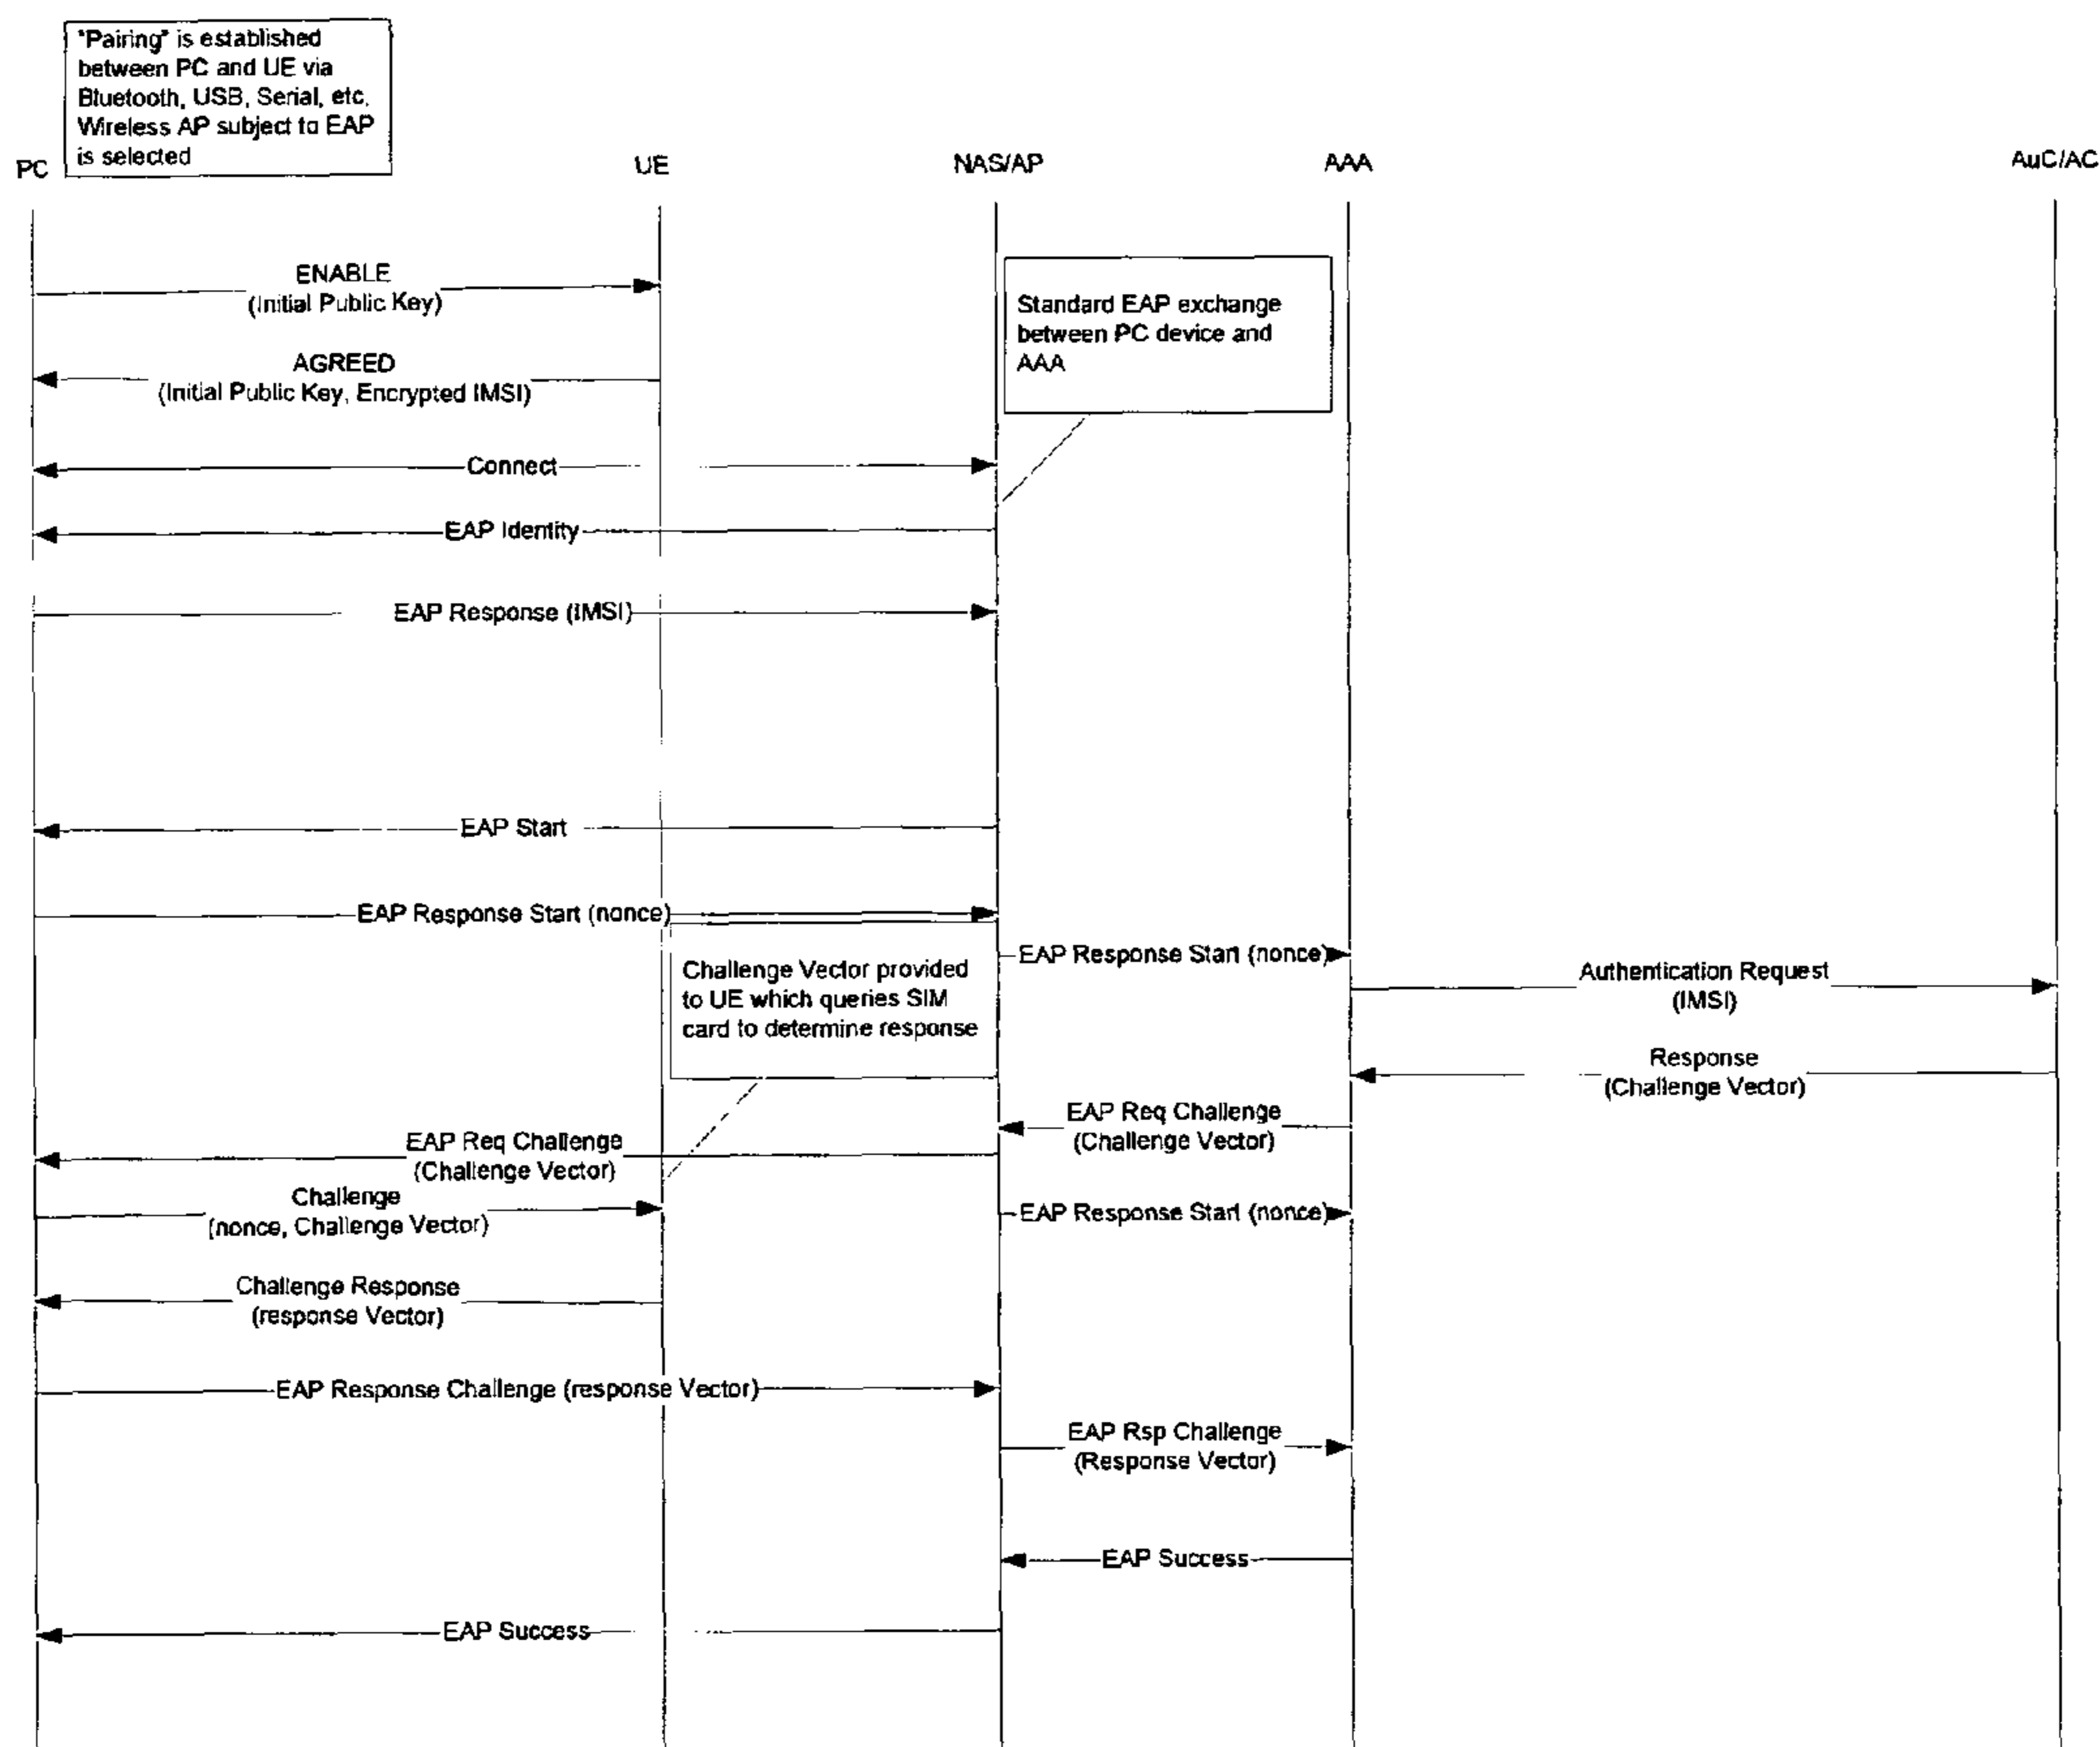 "Pairing" is established
between PC and UE via
Bluetooth, USB, Serial, etc.
Wireless AP subject to EAP
is selected
PC
UE
NAS/AP
AAA
AuC/AC
ENABLE
(Initial Public Key)
Standard EAP exchange
between PC device and
AAA
AGREED
(Initial Public Key, Encrypted IMSI)
Connect
EAP Identity
EAP Response (IMSI)
EAP Start
EAP Response Start (nonce)
EAP Response Start (nonce)
Challenge Vector provided
to UE which queries SIM
card to determine response
Authentication Request
(IMSI)
Response
(Challenge Vector)
EAP Req Challenge
(Challenge Vector)
EAP Req Challenge
(Challenge Vector)
Challenge
(nonce, Challenge Vector)
EAP Response Start (nonce)
Challenge Response
(response Vector)
EAP Response Challenge (response Vector)
EAP Rsp Challenge
(Response Vector)
EAP Success
EAP Success